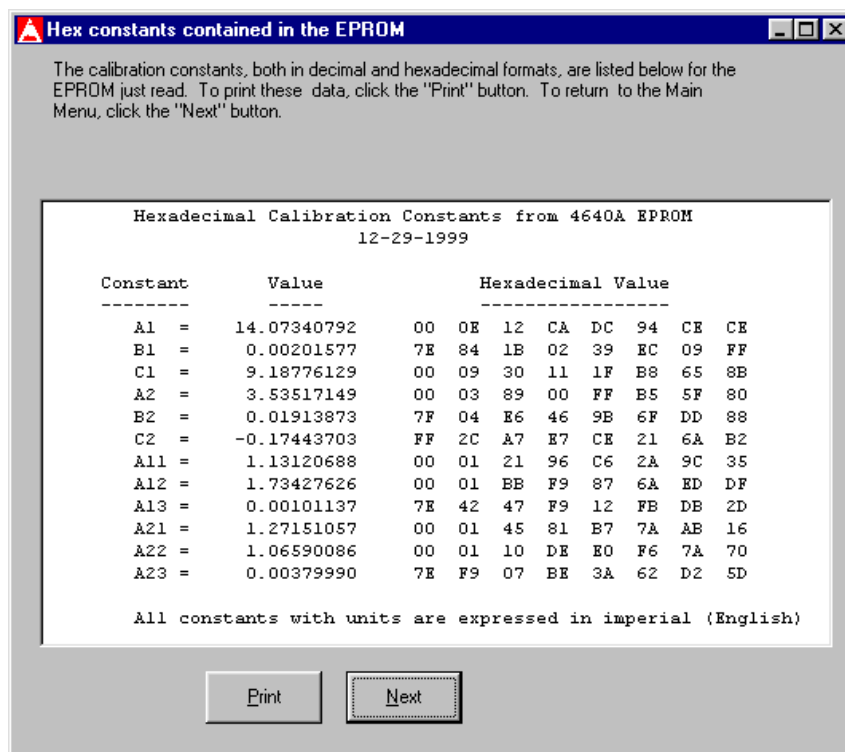 Hex constants contained in the EPROM
The calibration constants, both in decimal and hexadecimal formats, are listed below for the
EPROM just read. To print these data, click the "Print" button. To return to the Main
Menu, click the "Next" button.
Hexadecimal Calibration Constants from 4640A EPROM
12-29-1999
Constant Value Hexadecimal Value
-------- ----- -----------------
A1 = 14.07340792 00 0E 12 CA DC 94 CE CE
B1 = 0.00201577 7E 84 1B 02 39 EC 09 FF
C1 = 9.18776129 00 09 30 11 1F B8 65 8B
A2 = 3.53517149 00 03 89 00 FF B5 5F 80
B2 = 0.01913873 7F 04 E6 46 9B 6F DD 88
C2 = -0.17443703 FF 2C A7 E7 CE 21 6A B2
A11 = 1.13120688 00 01 21 96 C6 2A 9C 35
A12 = 1.73427626 00 01 BB F9 87 6A ED DF
A13 = 0.00101137 7E 42 47 F9 12 FB DB 2D
A21 = 1.27151057 00 01 45 81 B7 7A AB 16
A22 = 1.06590086 00 01 10 DE E0 F6 7A 70
A23 = 0.00379990 7E F9 07 BE 3A 62 D2 5D
All constants with units are expressed in imperial (English)
Print Next